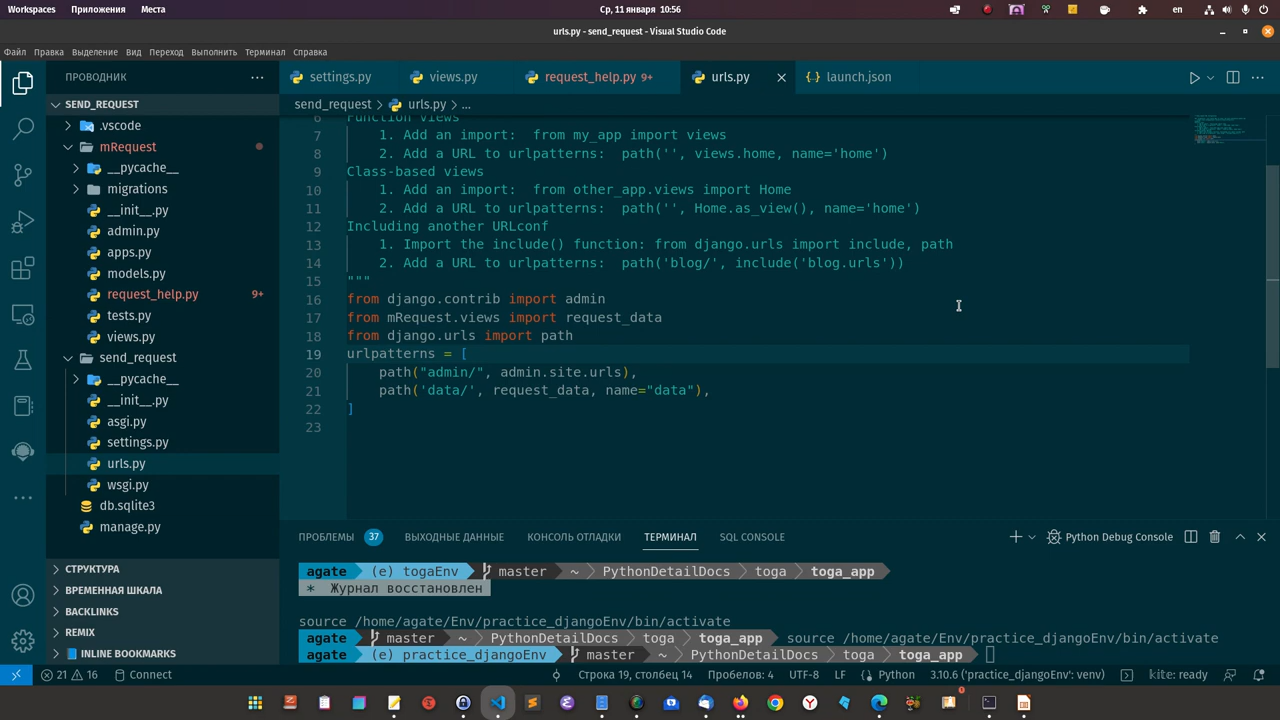 Workspaces Приложения Места Ср, 11 января 10:56 en
urls.py - send_request - Visual Studio Code
Файл Правка Выделение Вид Переход Выполнить Терминал Справка
ПРОВОДНИК
settings.py views.py request_help.py 9+ urls.py launch.json
SEND_REQUEST
send_request > urls.py > ...
.vscode
mRequest
__pycache__
migrations
__init__.py
admin.py
apps.py
models.py
request_help.py 9+
tests.py
views.py
send_request
__pycache__
__init__.py
asgi.py
settings.py
urls.py
wsgi.py
db.sqlite3
manage.py
СТРУКТУРА
ВРЕМЕННАЯ ШКАЛА
BACKLINKS
REMIX
INLINE BOOKMARKS
6 Function views
7 1. Add an import: from my_app import views
8 2. Add a URL to urlpatterns: path('', views.home, name='home')
9 Class-based views
10 1. Add an import: from other_app.views import Home
11 2. Add a URL to urlpatterns: path('', Home.as_view(), name='home')
12 Including another URLconf
13 1. Import the include() function: from django.urls import include, path
14 2. Add a URL to urlpatterns: path('blog/', include('blog.urls'))
15 """
16 from django.contrib import admin
17 from mRequest.views import request_data
18 from django.urls import path
19 urlpatterns = [
20 path("admin/", admin.site.urls),
21 path('data/', request_data, name="data"),
22 ]
23
ПРОБЛЕМЫ 37 ВЫХОДНЫЕ ДАННЫЕ КОНСОЛЬ ОТЛАДКИ ТЕРМИНАЛ SQL CONSOLE Python Debug Console
agate (e) togaEnv master ~ PythonDetailDocs toga toga_app
* Журнал восстановлен
source /home/agate/Env/practice_djangoEnv/bin/activate
agate master ~ PythonDetailDocs toga toga_app source /home/agate/Env/practice_djangoEnv/bin/activate
agate (e) practice_djangoEnv master ~ PythonDetailDocs toga toga_app
21 16 Connect Строка 19, столбец 14 Пробелов: 4 UTF-8 LF Python 3.10.6 ('practice_djangoEnv': venv) kite: ready